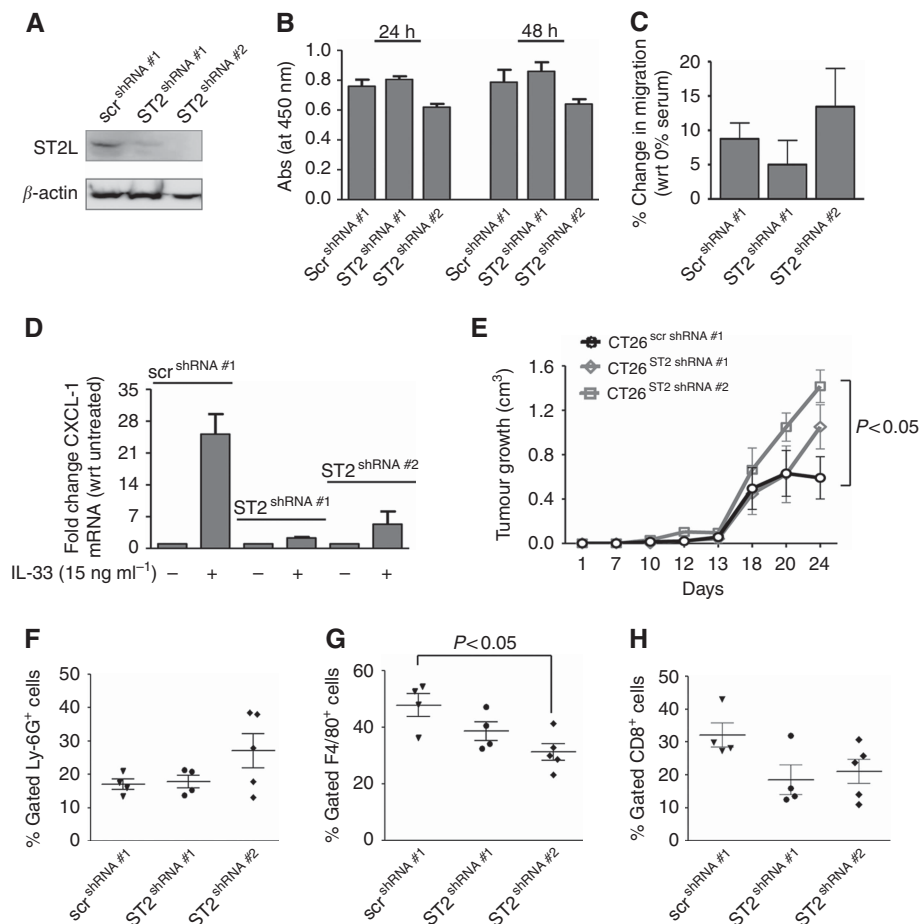 A
scr shRNA #1
ST2 shRNA #1
ST2 shRNA #2
ST2L
β-actin
B
24 h
48 h
Abs (at 450 nm)
1.0
0.8
0.6
0.4
0.2
0.0
Scr shRNA #1
ST2 shRNA #1
ST2 shRNA #2
Scr shRNA #1
ST2 shRNA #1
ST2 shRNA #2
C
% Change in migration
(wrt 0% serum)
20
15
10
5
0
Scr shRNA #1
ST2 shRNA #1
ST2 shRNA #2
D
Fold change CXCL-1
mRNA (wrt untreated)
35
28
21
14
7
0
scr shRNA #1
ST2 shRNA #1
ST2 shRNA #2
IL-33 (15 ng ml⁻¹) – + – + – +
E
CT26 scr shRNA #1
CT26 ST2 shRNA #1
CT26 ST2 shRNA #2
Tumour growth (cm³)
1.6
1.2
0.8
0.4
0.0
P<0.05
1 7 10 12 13 18 20 24
Days
F
% Gated Ly-6G⁺ cells
50
40
30
20
10
0
scr shRNA #1
ST2 shRNA #1
ST2 shRNA #2
G
P<0.05
% Gated F4/80⁺ cells
60
40
20
0
scr shRNA #1
ST2 shRNA #1
ST2 shRNA #2
H
% Gated CD8⁺ cells
50
40
30
20
10
0
scr shRNA #1
ST2 shRNA #1
ST2 shRNA #2